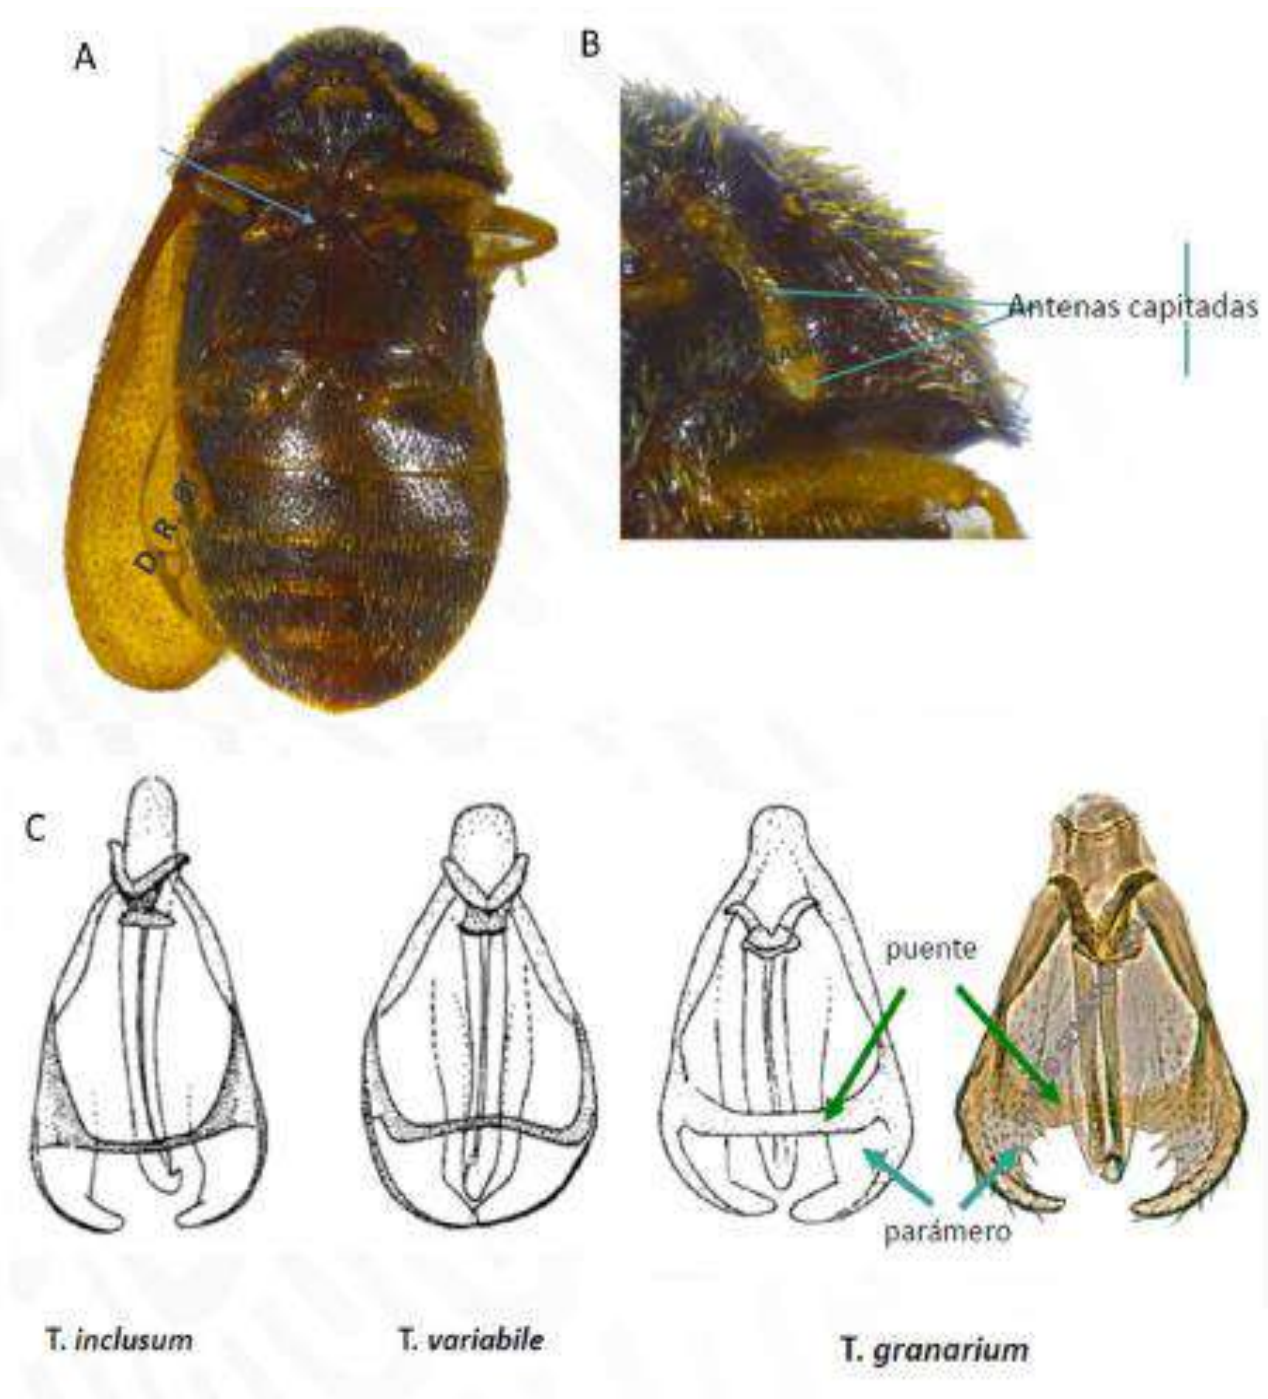 A
B
Antenas capitadas
D.R.©
C
puente
parámero
T. inclusum
T. variabile
T. granarium